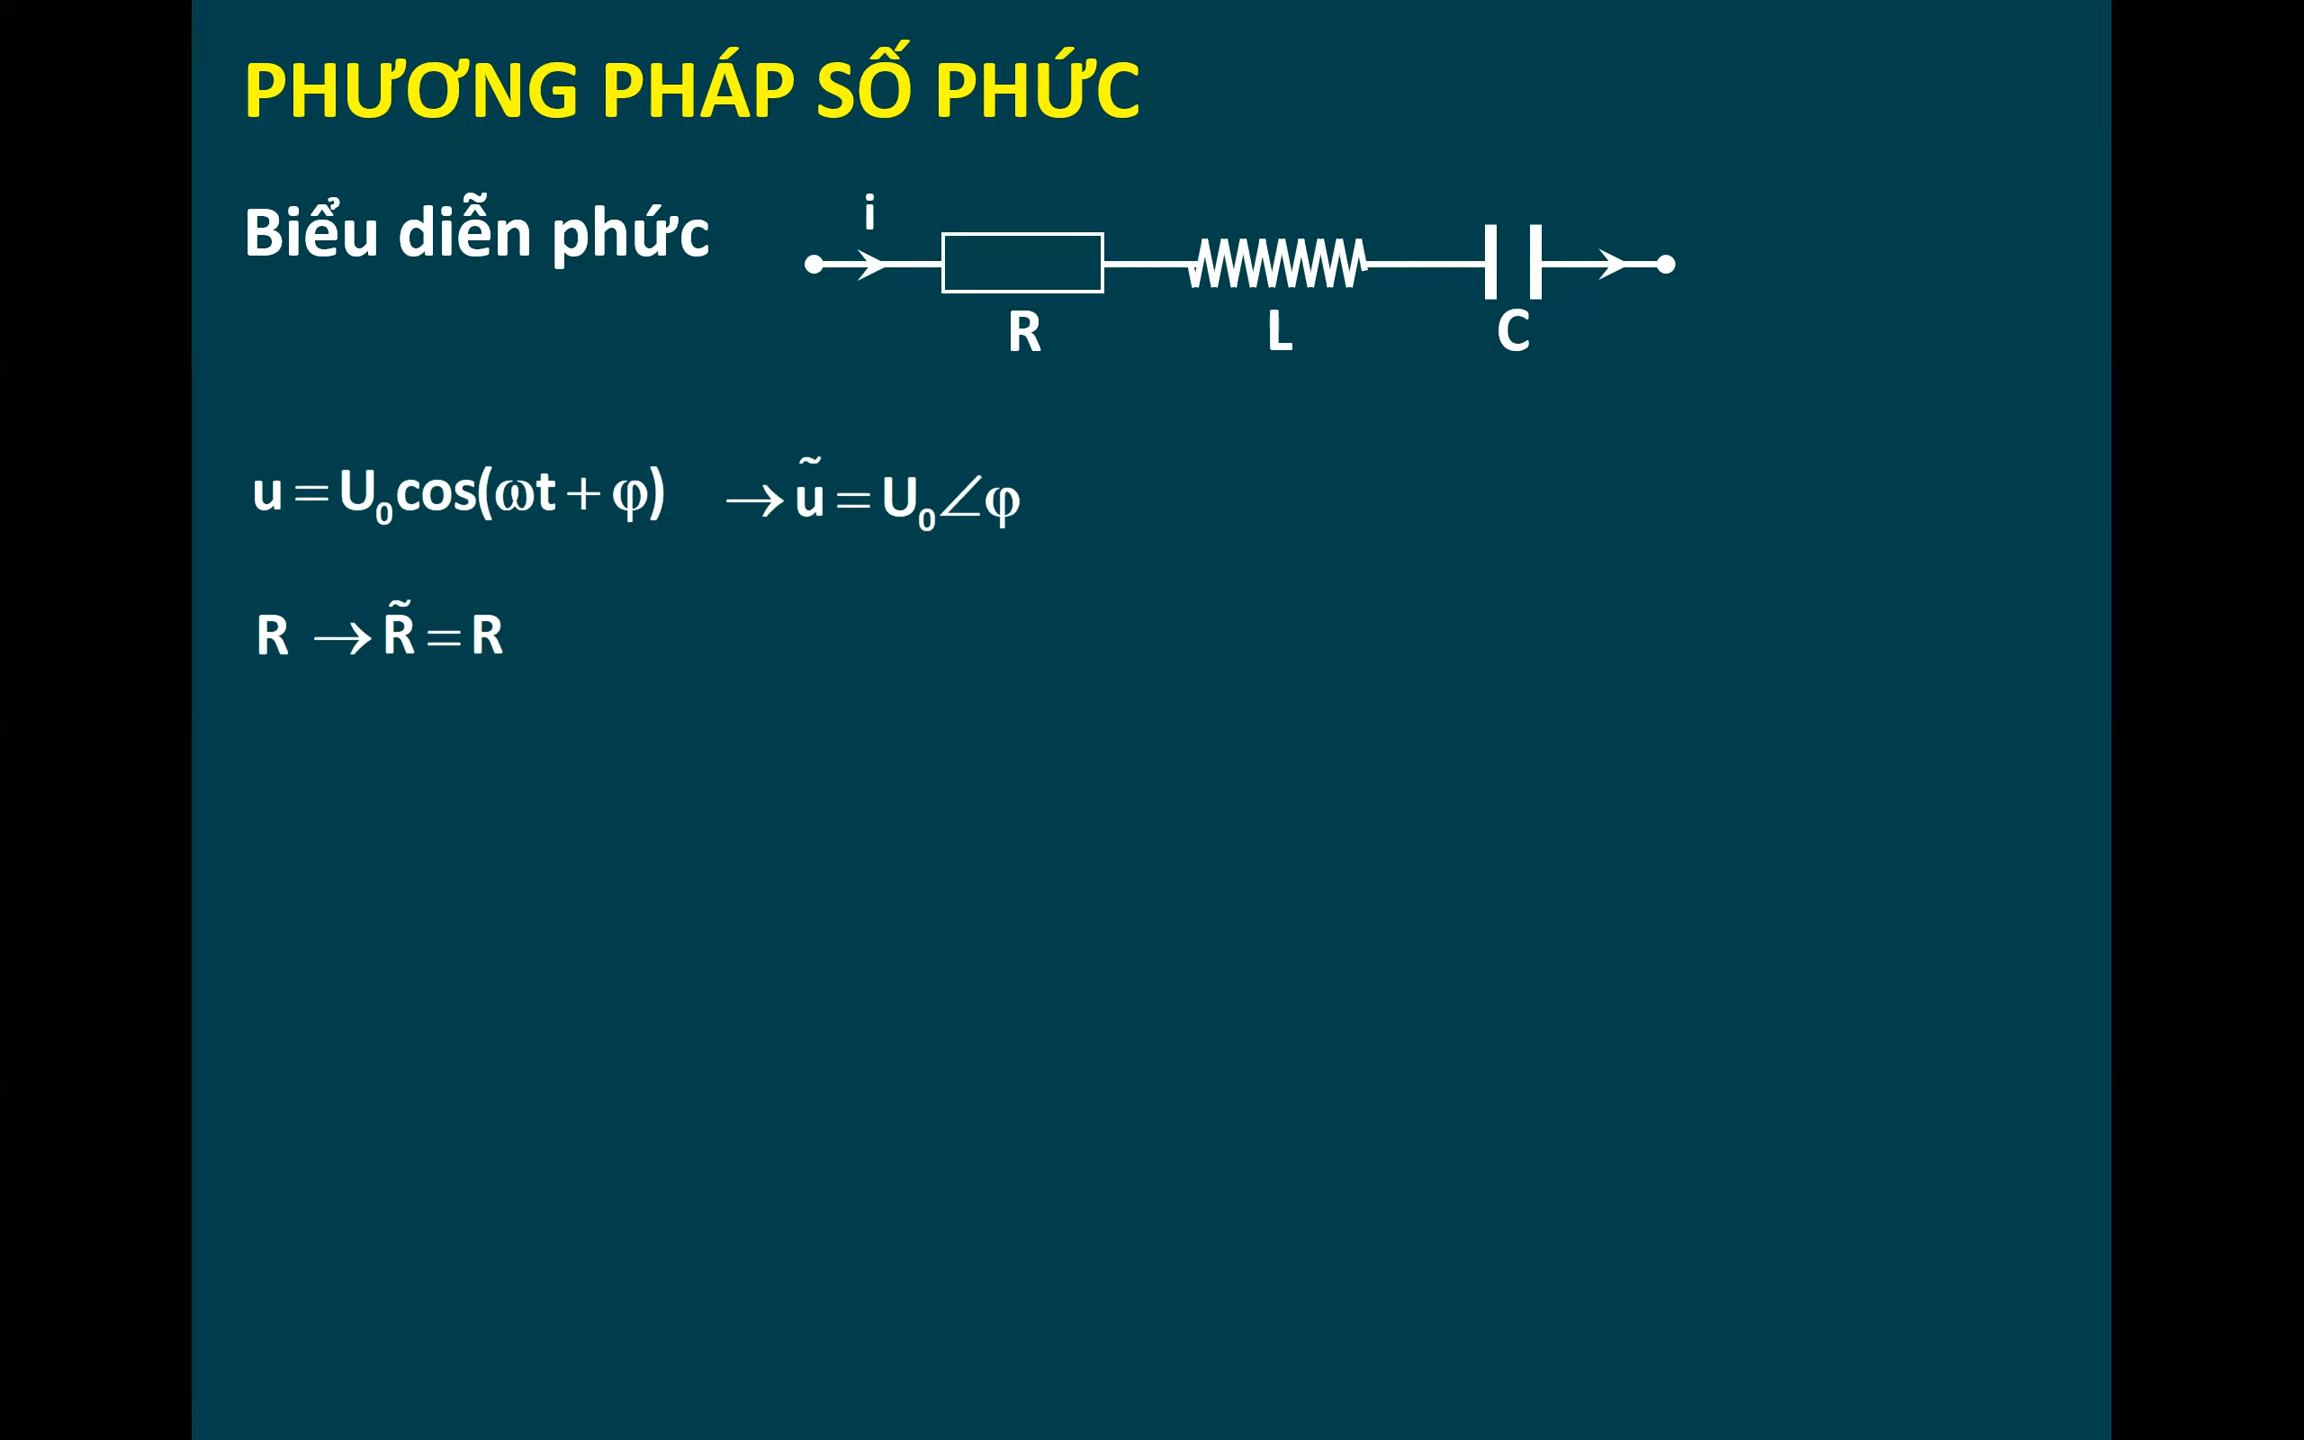 PHƯƠNG PHÁP SỐ PHỨC
Biểu diễn phức
i
R L C
u = U₀cos(ωt + φ) → ũ = U₀∠φ
R → R̃ = R